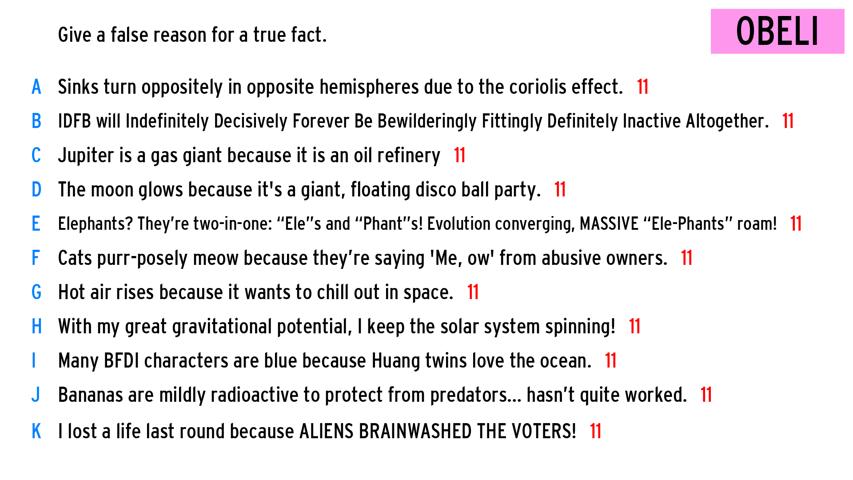 Give a false reason for a true fact.
OBELI
A Sinks turn oppositely in opposite hemispheres due to the coriolis effect. 11
B IDFB will Indefinitely Decisively Forever Be Bewilderingly Fittingly Definitely Inactive Altogether. 11
C Jupiter is a gas giant because it is an oil refinery 11
D The moon glows because it's a giant, floating disco ball party. 11
E Elephants? They’re two-in-one: “Ele”s and “Phant”s! Evolution converging, MASSIVE “Ele-Phants” roam! 11
F Cats purr-posely meow because they’re saying 'Me, ow' from abusive owners. 11
G Hot air rises because it wants to chill out in space. 11
H With my great gravitational potential, I keep the solar system spinning! 11
I Many BFDI characters are blue because Huang twins love the ocean. 11
J Bananas are mildly radioactive to protect from predators... hasn’t quite worked. 11
K I lost a life last round because ALIENS BRAINWASHED THE VOTERS! 11